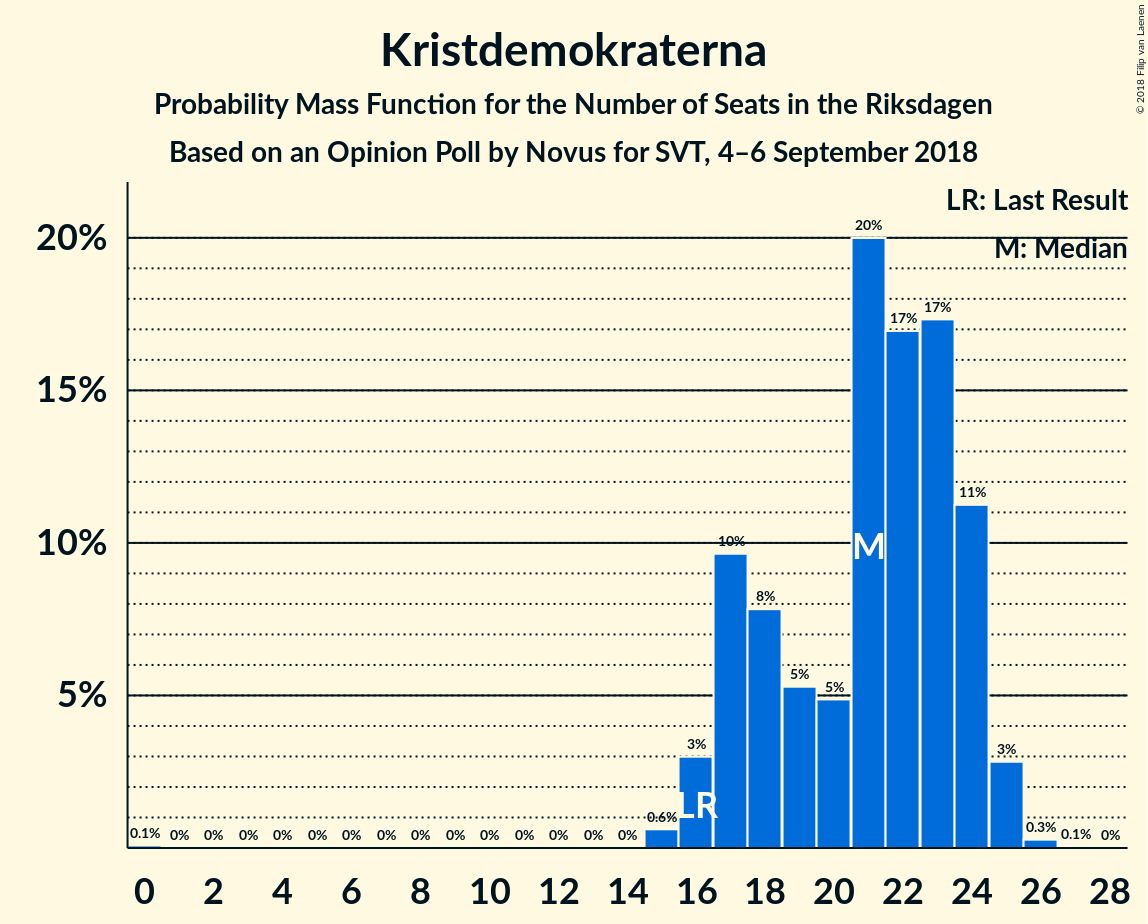 Kristdemokraterna
Probability Mass Function for the Number of Seats in the Riksdagen
Based on an Opinion Poll by Novus for SVT, 4–6 September 2018
© 2018 Filip van Laenen
LR: Last Result
M: Median
20%
15%
10%
5%
0.1% 0% 0% 0% 0% 0% 0% 0% 0% 0% 0% 0% 0% 0% 0% 0.6% 3% 10% 8% 5% 5% 20% 17% 17% 11% 3% 0.3% 0.1% 0%
LR
M
0 2 4 6 8 10 12 14 16 18 20 22 24 26 28